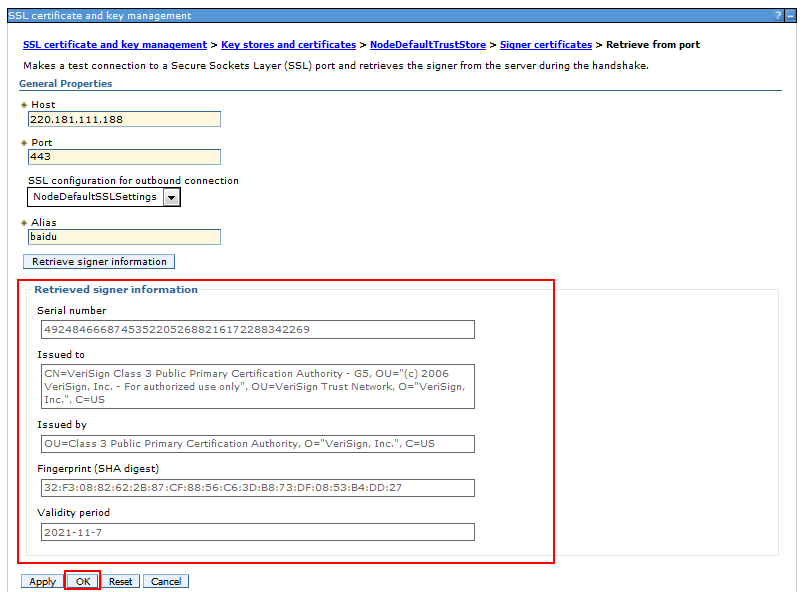 SSL certificate and key management ? –
SSL certificate and key management > Key stores and certificates > NodeDefaultTrustStore > Signer certificates > Retrieve from port
Makes a test connection to a Secure Sockets Layer (SSL) port and retrieves the signer from the server during the handshake.
General Properties
Host
220.181.111.188
Port
443
SSL configuration for outbound connection
NodeDefaultSSLSettings
Alias
baidu
Retrieve signer information
Retrieved signer information
Serial number
49248466687453522052688216172288342269
Issued to
CN=VeriSign Class 3 Public Primary Certification Authority - G5, OU="(c) 2006
VeriSign, Inc. - For authorized use only", OU=VeriSign Trust Network, O="VeriSign,
Inc.", C=US
Issued by
OU=Class 3 Public Primary Certification Authority, O="VeriSign, Inc.", C=US
Fingerprint (SHA digest)
32:F3:08:82:62:2B:87:CF:88:56:C6:3D:B8:73:DF:08:53:B4:DD:27
Validity period
2021-11-7
Apply OK Reset Cancel